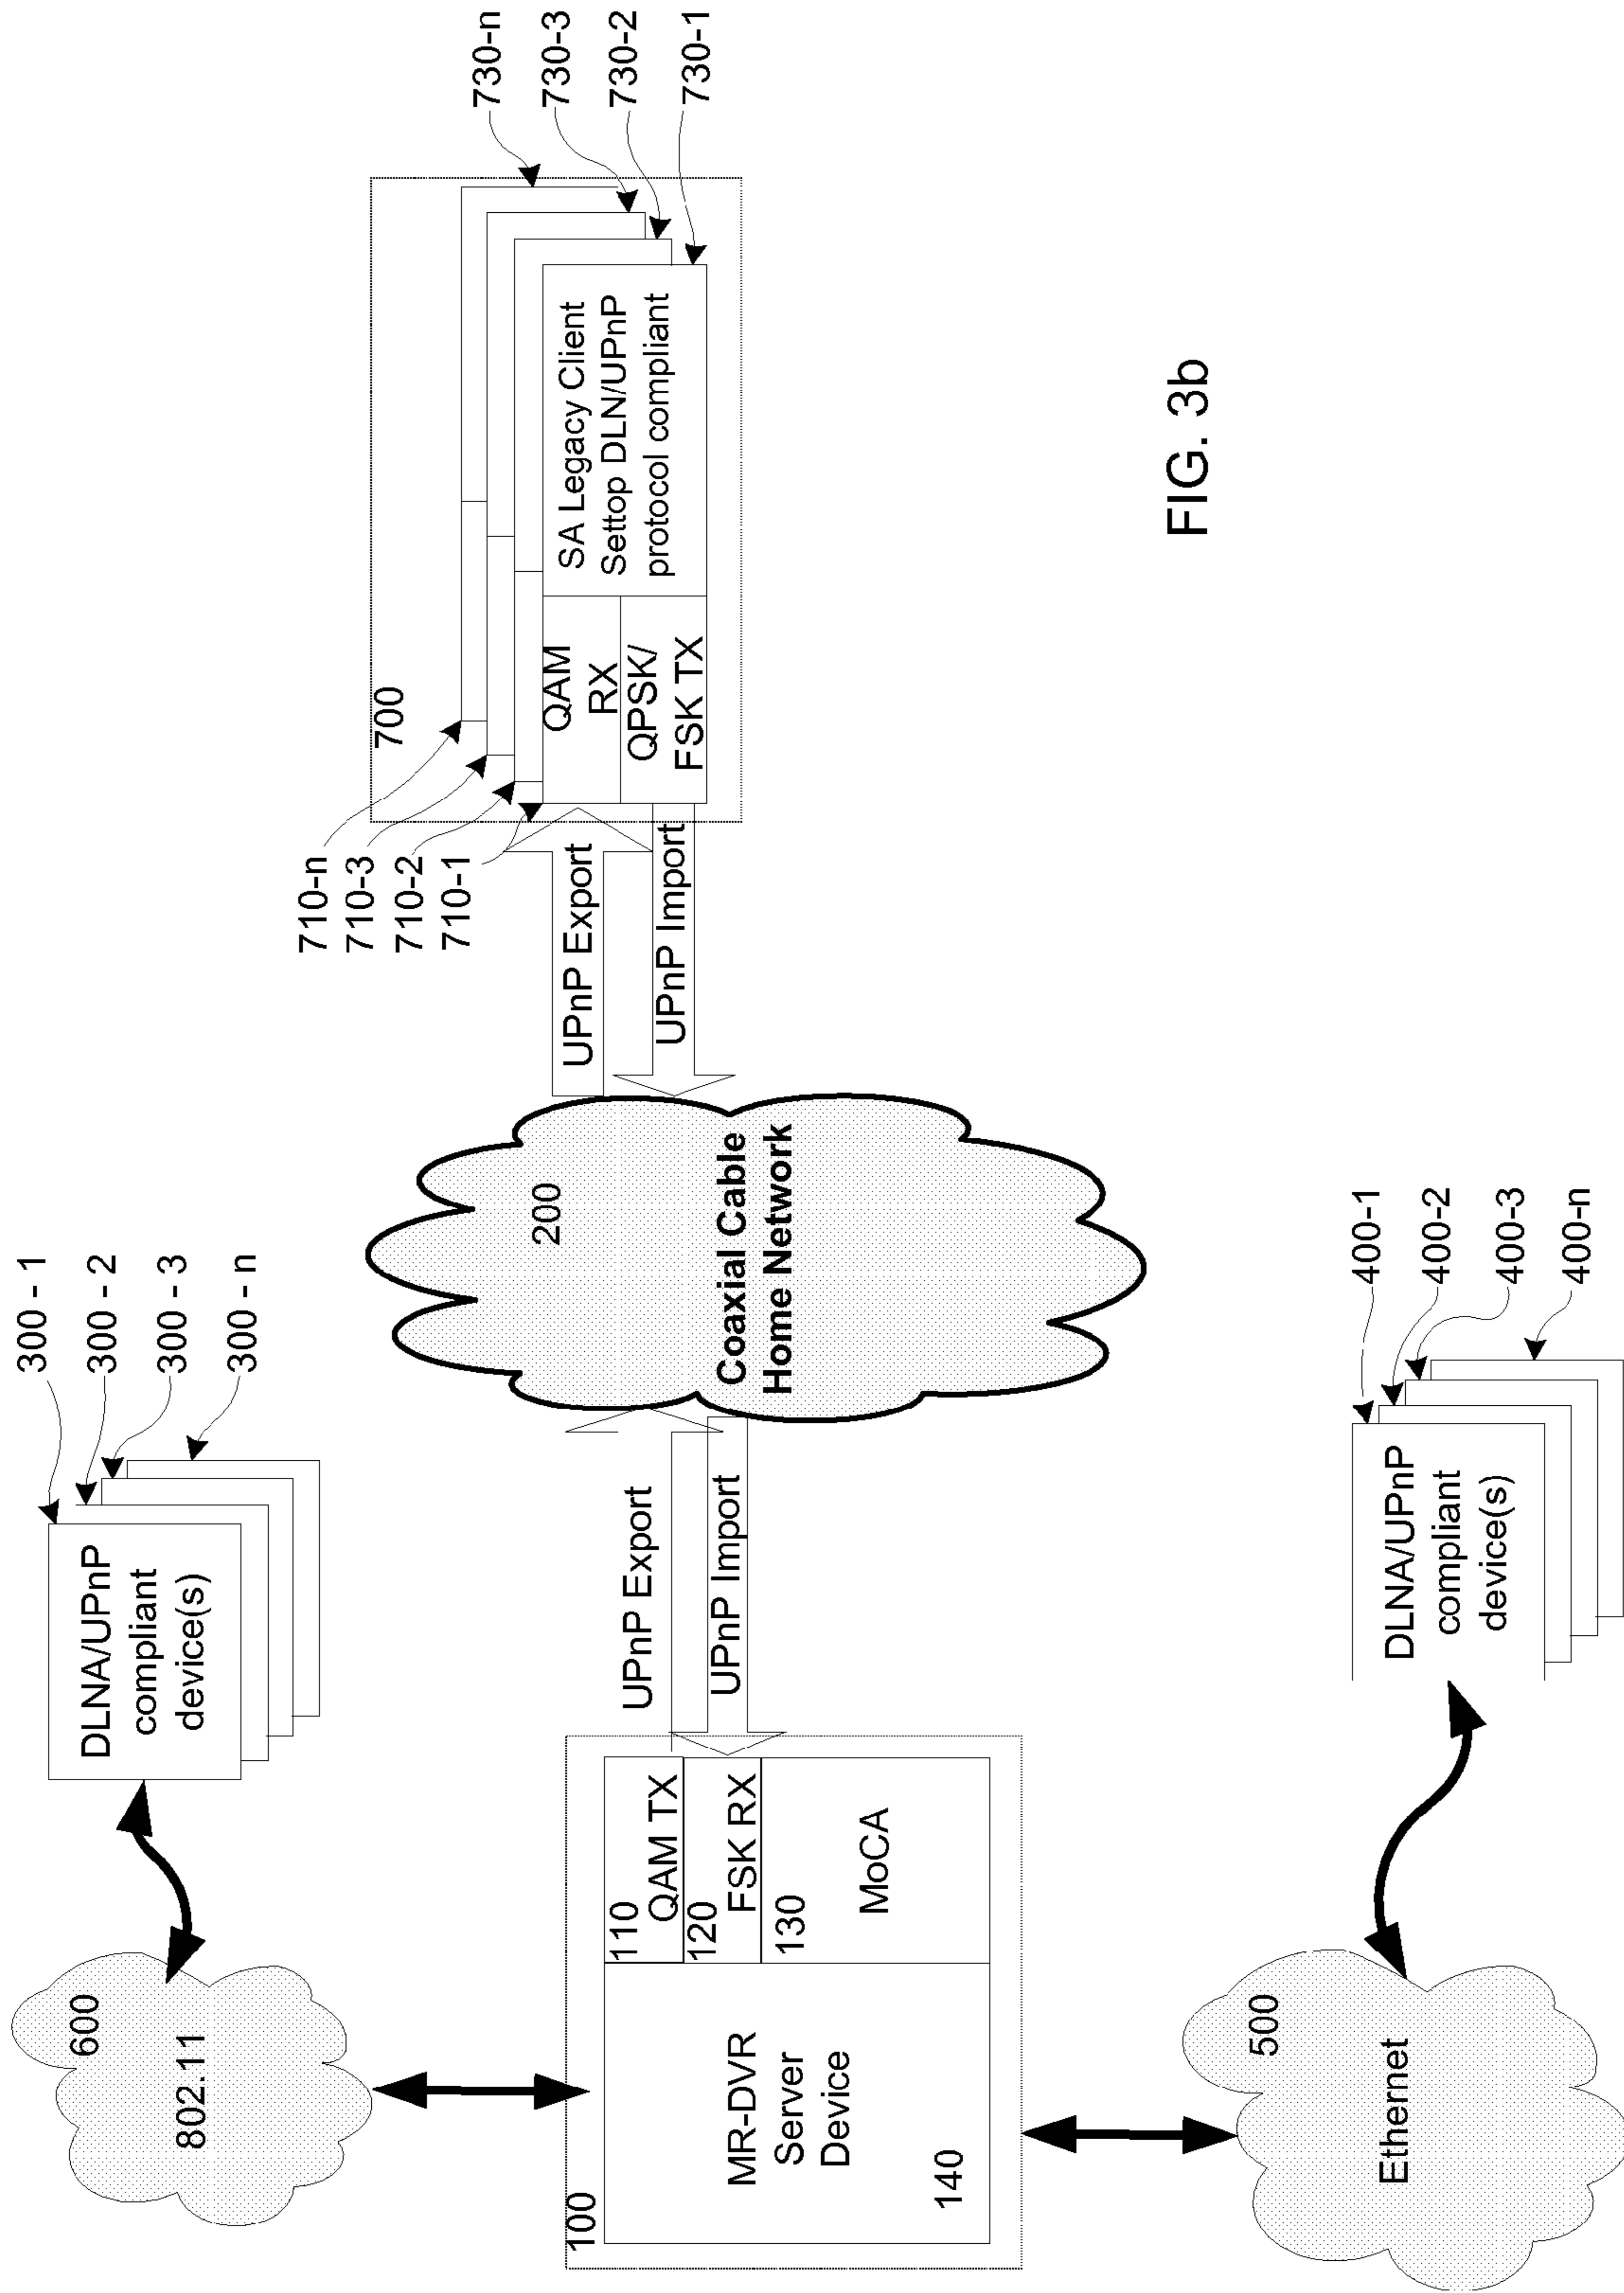 300 - 1
300 - 2
300 - 3
300 - n
DLNA/UPnP
compliant
device(s)
600
802.11
730-n
730-3
730-2
730-1
700
710-n
710-3
710-2
710-1
QAM
RX
QPSK/
FSK TX
SA Legacy Client
Settop DLN/UPnP
protocol compliant
UPnP Export
UPnP Import
200
Coaxial Cable
Home Network
UPnP Export
UPnP Import
100
MR-DVR
Server
Device
140
110
QAM TX
120
FSK RX
130
MoCA
500
Ethernet
DLNA/UPnP
compliant
device(s)
400-1
400-2
400-3
400-n
FIG. 3b